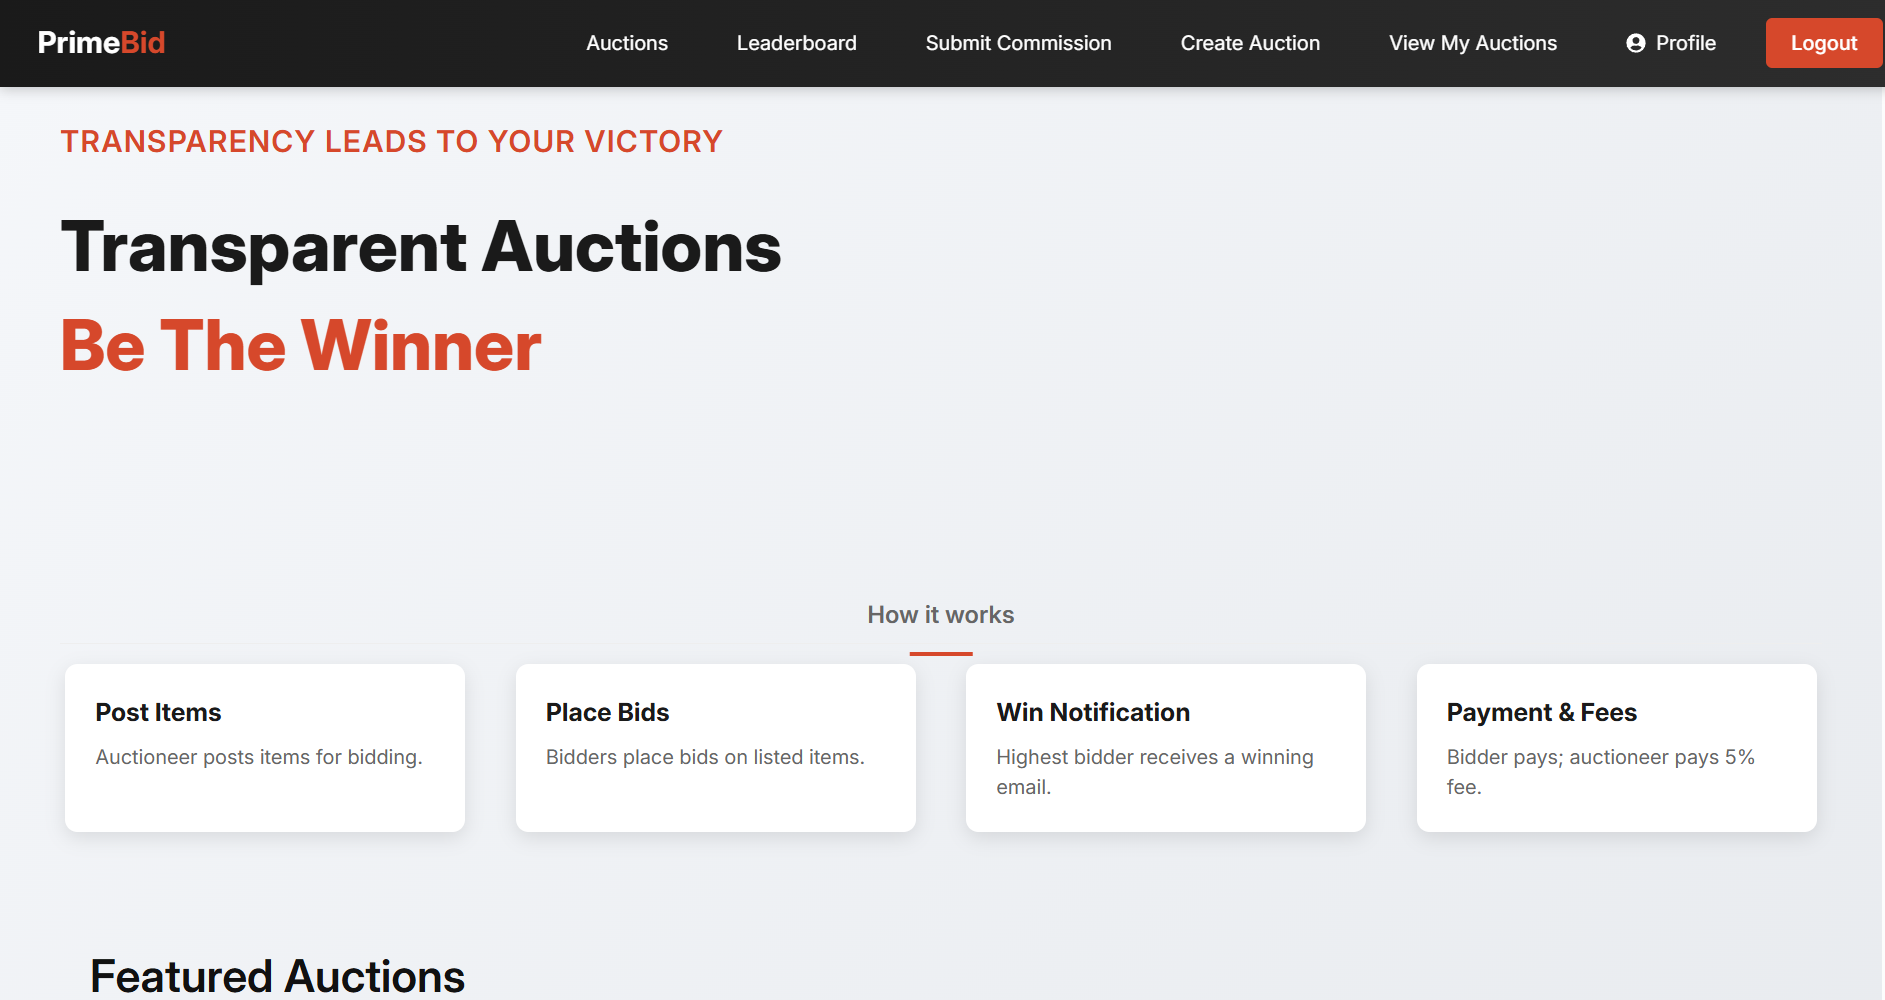 PrimeBid
Auctions
Leaderboard
Submit Commission
Create Auction
View My Auctions
Profile
Logout
TRANSPARENCY LEADS TO YOUR VICTORY
Transparent Auctions
Be The Winner
How it works
Post Items
Auctioneer posts items for bidding.
Place Bids
Bidders place bids on listed items.
Win Notification
Highest bidder receives a winning
email.
Payment & Fees
Bidder pays; auctioneer pays 5%
fee.
Featured Auctions